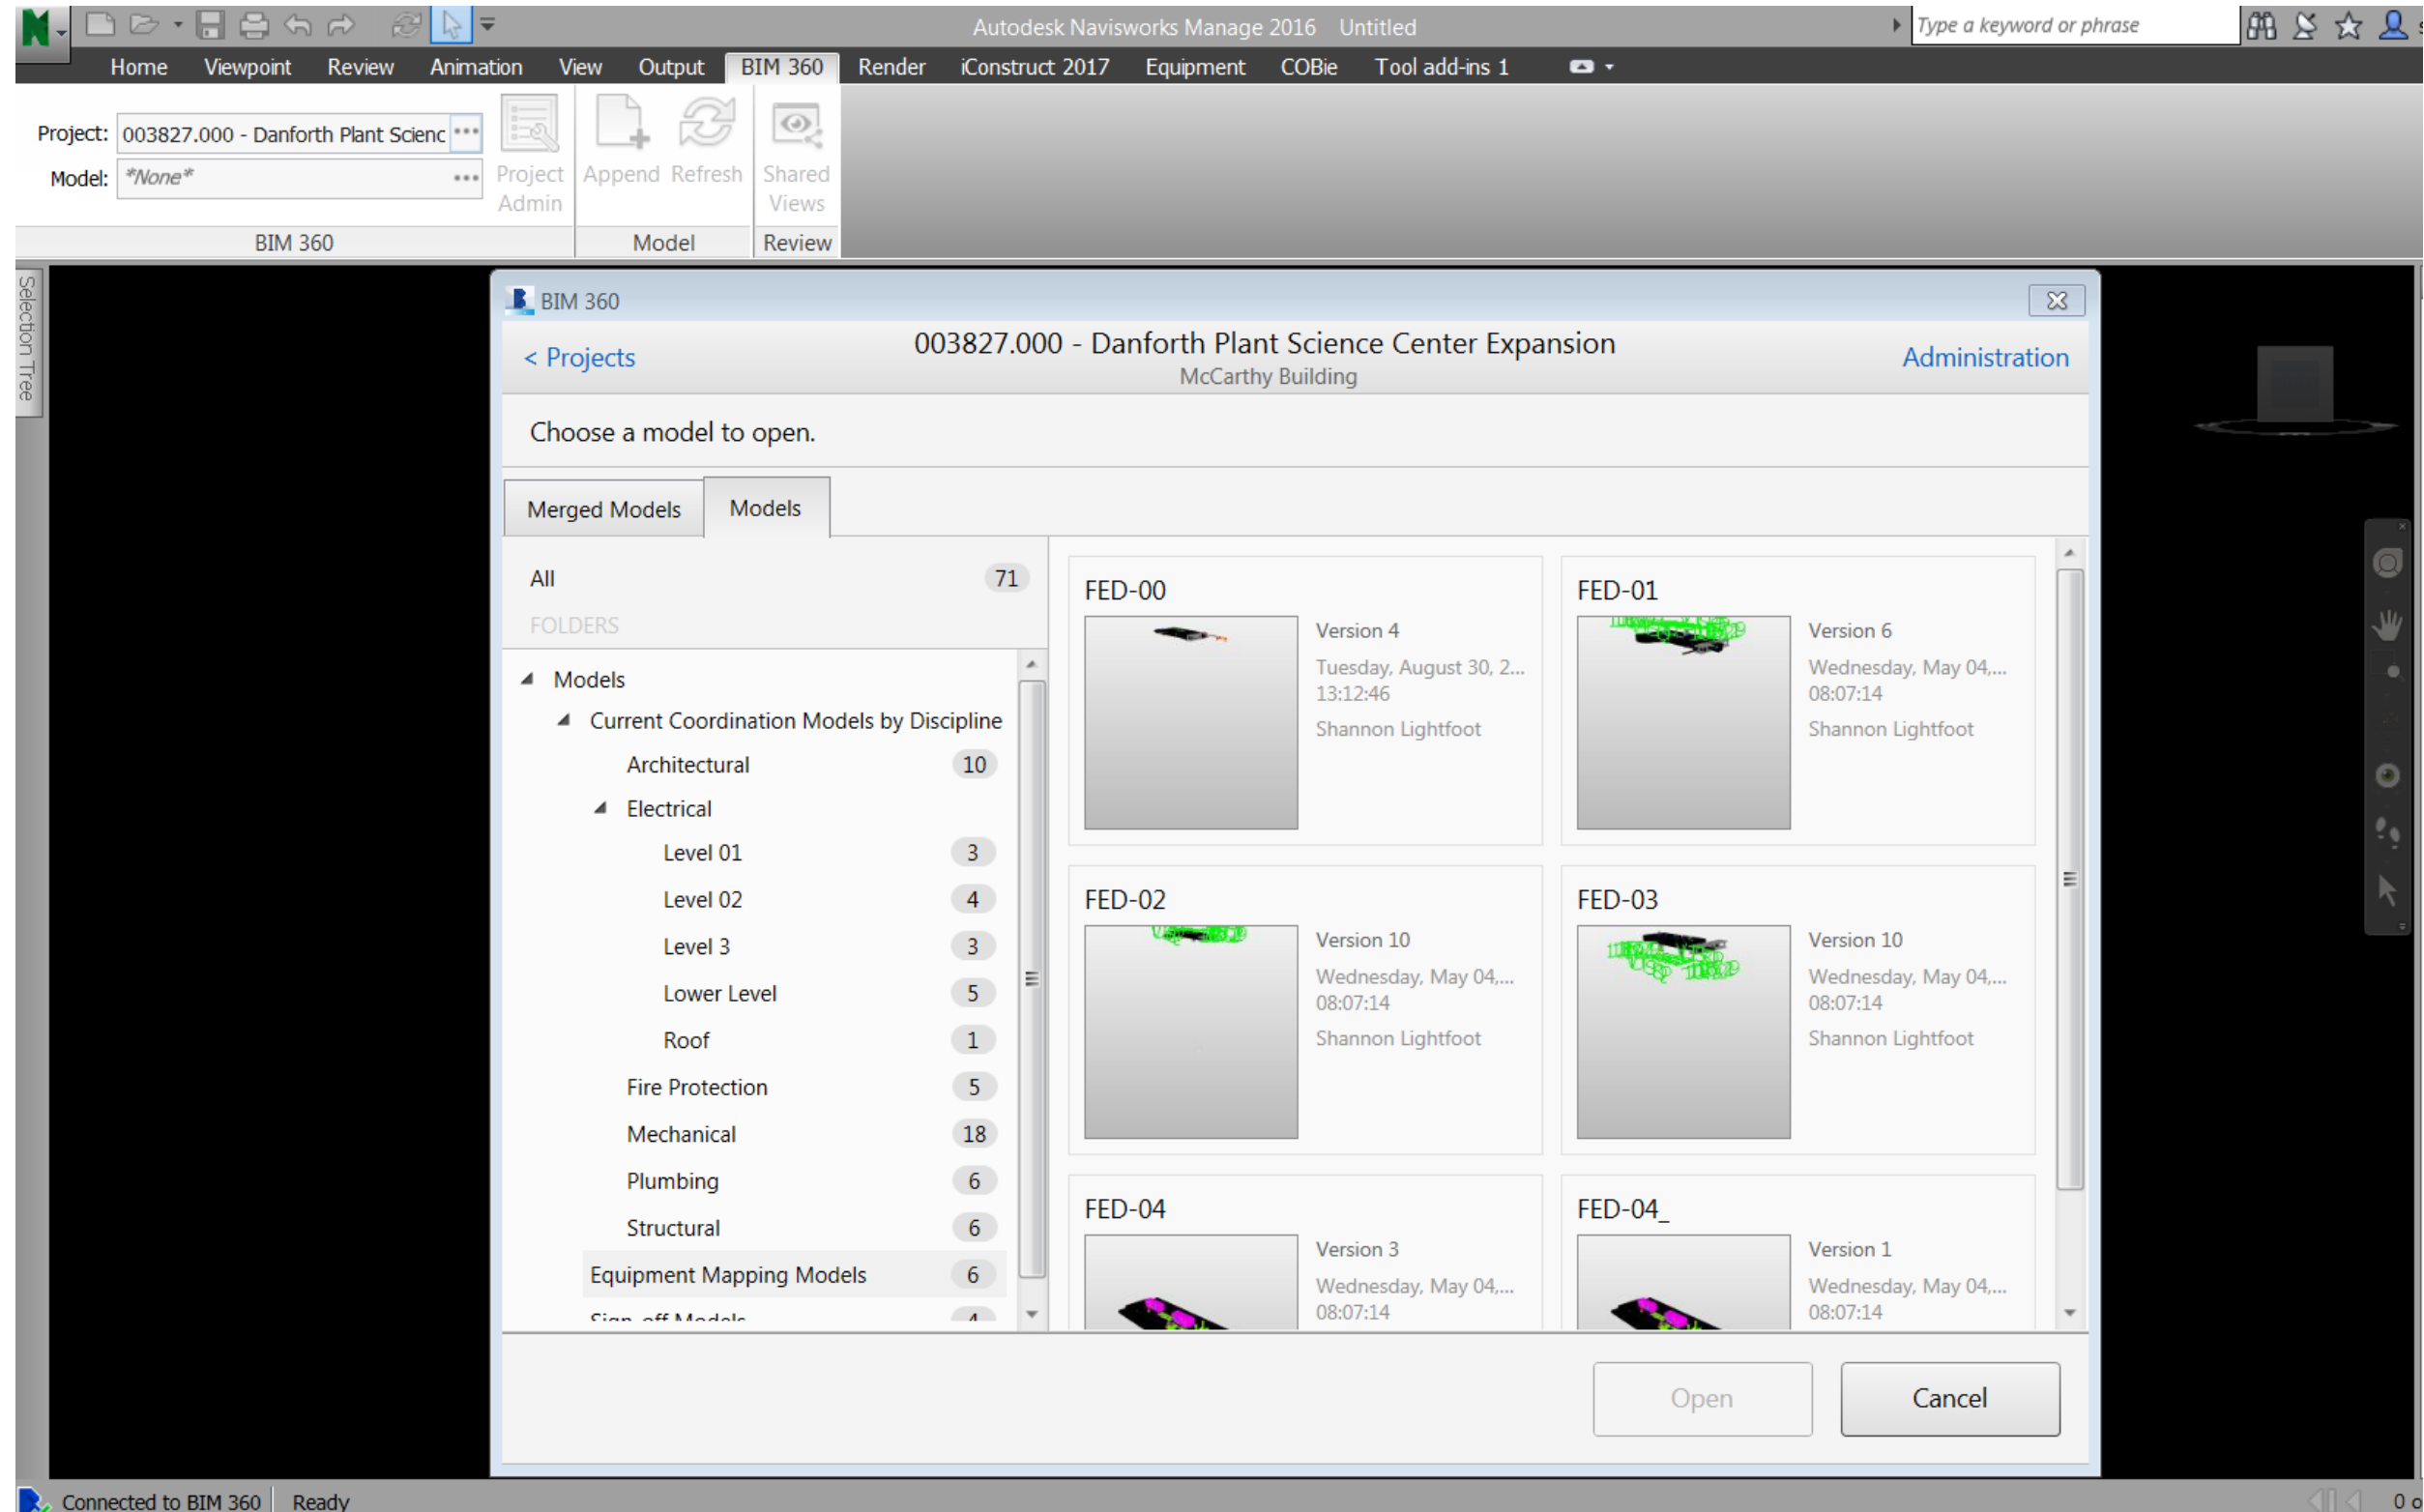 Autodesk Navisworks Manage 2016 Untitled
Type a keyword or phrase
Home Viewpoint Review Animation View Output BIM 360 Render iConstruct 2017 Equipment COBie Tool add-ins 1
Project: 003827.000 - Danforth Plant Scienc
Model: *None*
Project Admin
Append Refresh
Shared Views
BIM 360 Model Review
Selection Tree
BIM 360
< Projects
003827.000 - Danforth Plant Science Center Expansion
McCarthy Building
Administration
Choose a model to open.
Merged Models Models
All 71
FOLDERS
Models
Current Coordination Models by Discipline
Architectural 10
Electrical
Level 01 3
Level 02 4
Level 3 3
Lower Level 5
Roof 1
Fire Protection 5
Mechanical 18
Plumbing 6
Structural 6
Equipment Mapping Models 6
Sign-off Models 4
FED-00
Version 4
Tuesday, August 30, 2...
13:12:46
Shannon Lightfoot
FED-01
Version 6
Wednesday, May 04,...
08:07:14
Shannon Lightfoot
FED-02
Version 10
Wednesday, May 04,...
08:07:14
Shannon Lightfoot
FED-03
Version 10
Wednesday, May 04,...
08:07:14
Shannon Lightfoot
FED-04
Version 3
Wednesday, May 04,...
08:07:14
FED-04_
Version 1
Wednesday, May 04,...
08:07:14
Open Cancel
Connected to BIM 360 Ready
0 o